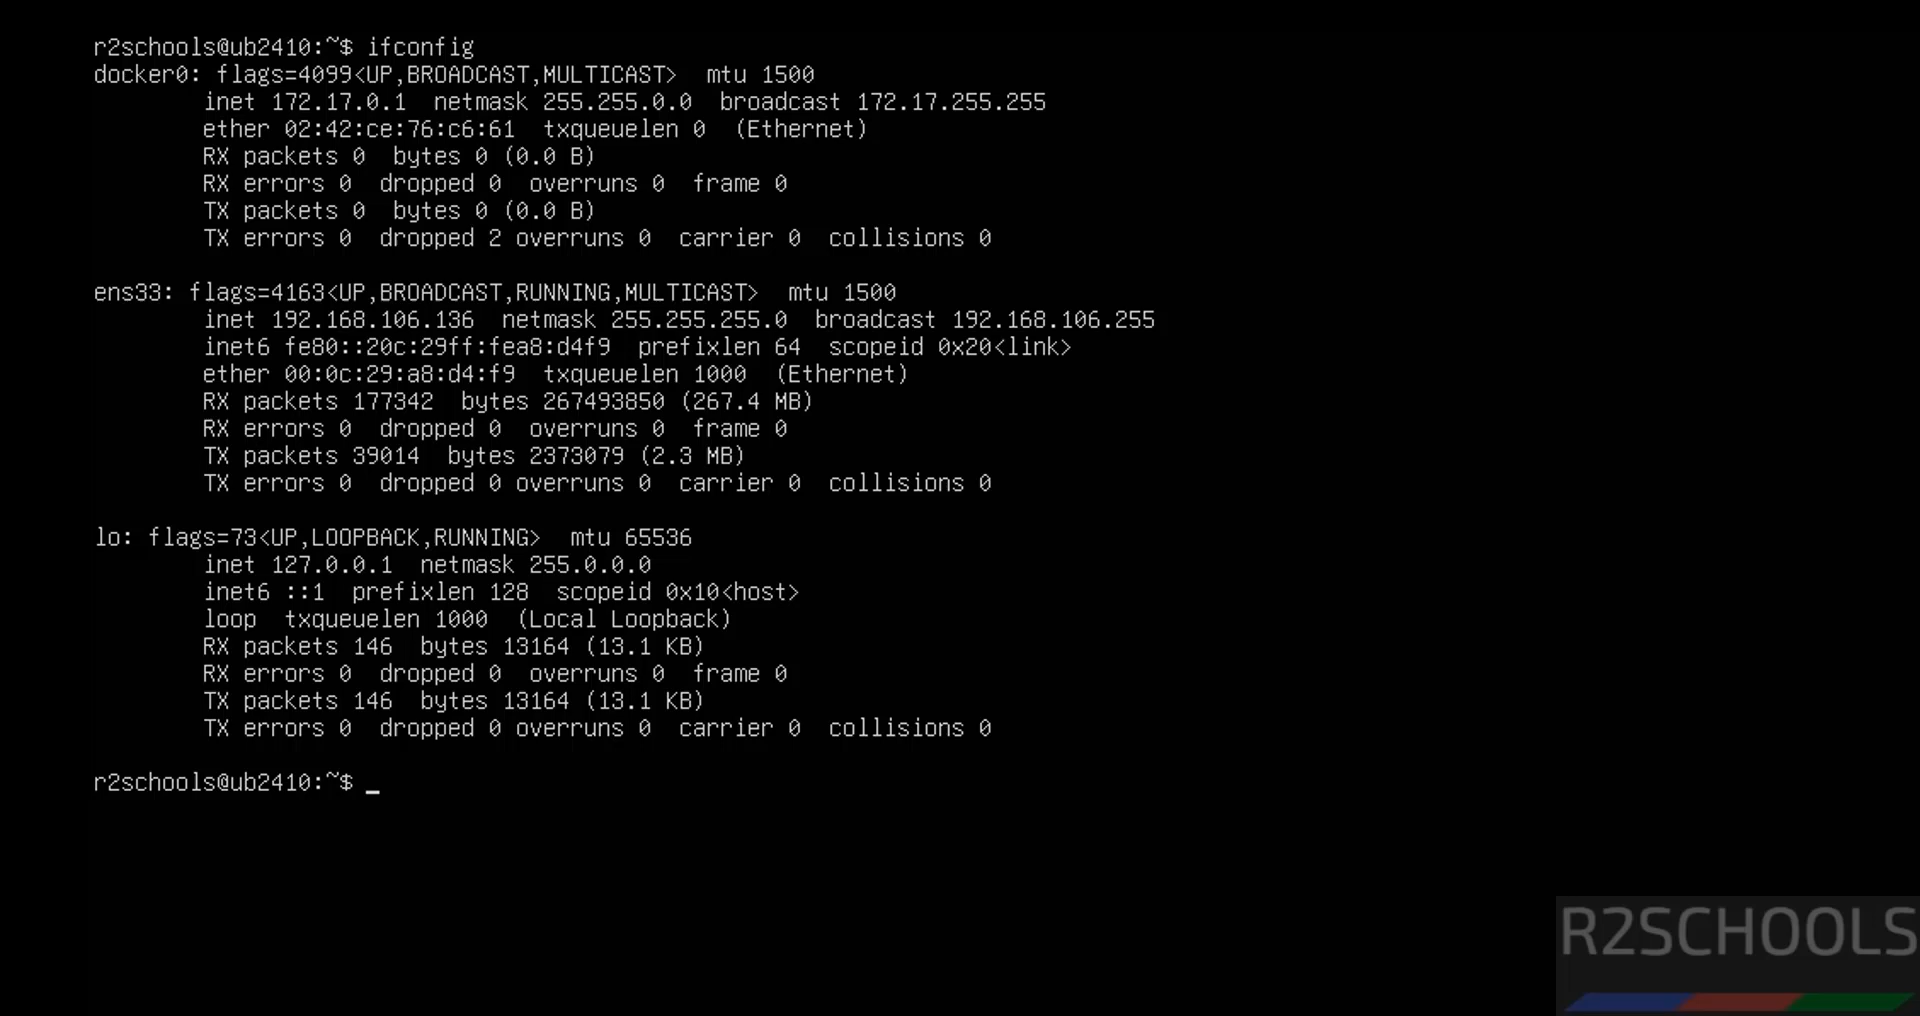 r2schools@ub2410:~$ ifconfig
docker0: flags=4099<UP,BROADCAST,MULTICAST>  mtu 1500
        inet 172.17.0.1  netmask 255.255.0.0  broadcast 172.17.255.255
        ether 02:42:ce:76:c6:61  txqueuelen 0  (Ethernet)
        RX packets 0  bytes 0 (0.0 B)
        RX errors 0  dropped 0  overruns 0  frame 0
        TX packets 0  bytes 0 (0.0 B)
        TX errors 0  dropped 2 overruns 0  carrier 0  collisions 0

ens33: flags=4163<UP,BROADCAST,RUNNING,MULTICAST>  mtu 1500
        inet 192.168.106.136  netmask 255.255.255.0  broadcast 192.168.106.255
        inet6 fe80::20c:29ff:fea8:d4f9  prefixlen 64  scopeid 0x20<link>
        ether 00:0c:29:a8:d4:f9  txqueuelen 1000  (Ethernet)
        RX packets 177342  bytes 267493850 (267.4 MB)
        RX errors 0  dropped 0  overruns 0  frame 0
        TX packets 39014  bytes 2373079 (2.3 MB)
        TX errors 0  dropped 0 overruns 0  carrier 0  collisions 0

lo: flags=73<UP,LOOPBACK,RUNNING>  mtu 65536
        inet 127.0.0.1  netmask 255.0.0.0
        inet6 ::1  prefixlen 128  scopeid 0x10<host>
        loop  txqueuelen 1000  (Local Loopback)
        RX packets 146  bytes 13164 (13.1 KB)
        RX errors 0  dropped 0  overruns 0  frame 0
        TX packets 146  bytes 13164 (13.1 KB)
        TX errors 0  dropped 0 overruns 0  carrier 0  collisions 0

r2schools@ub2410:~$ _
R2SCHOOLS